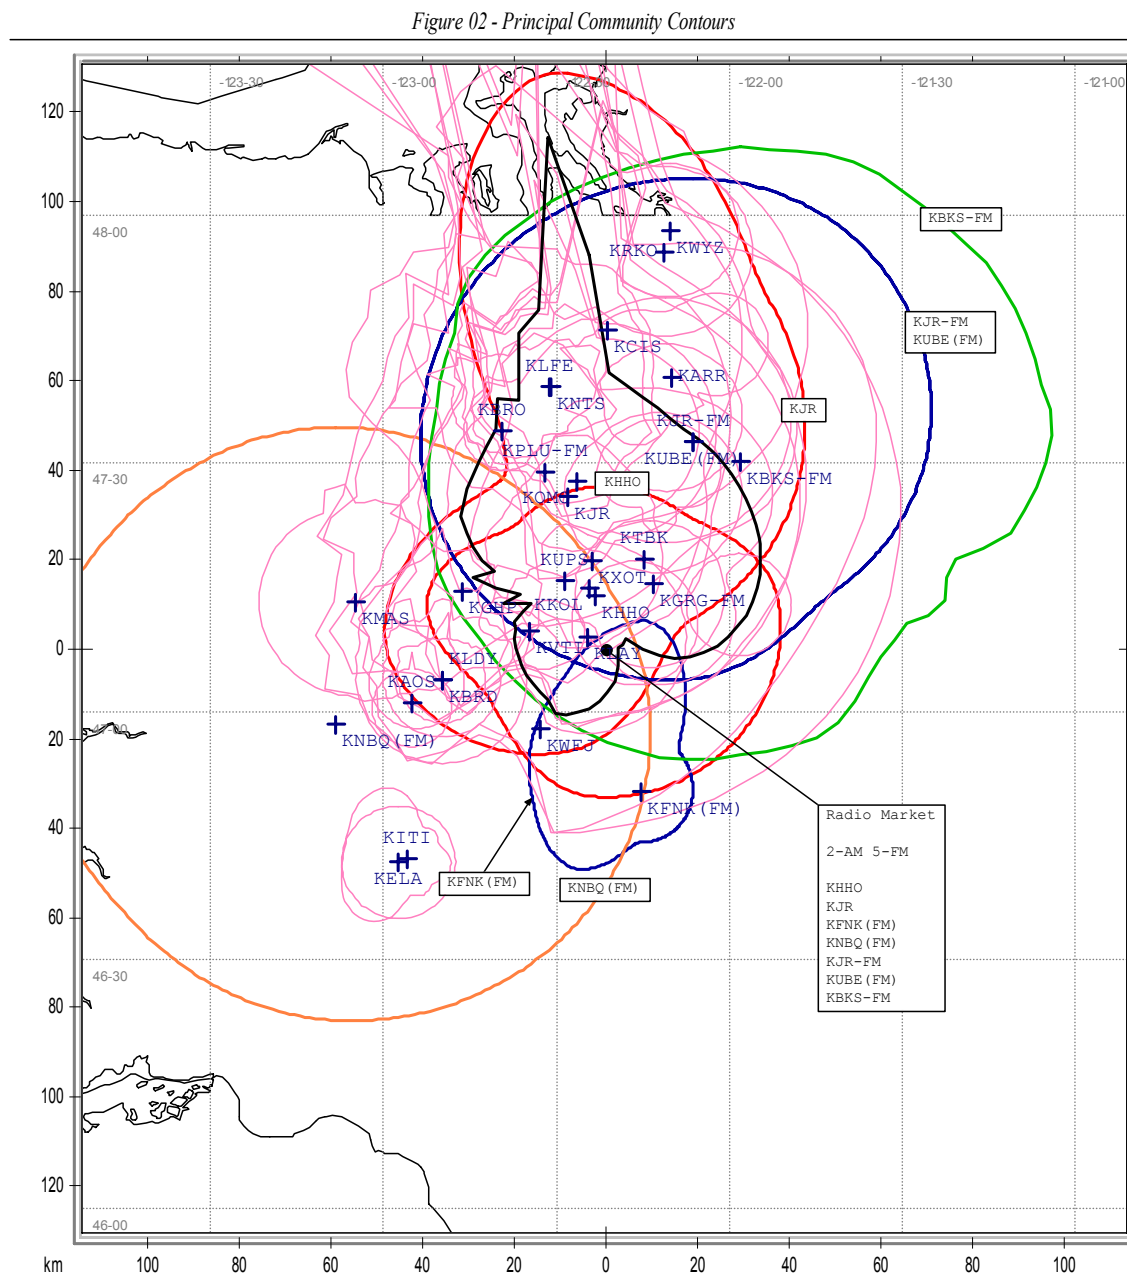 Figure 02 - Principal Community Contours
-123-30
-123-00
-122-00
-121-30
-121-00
120
100
80
60
40
20
0
20
40
60
80
100
120
48-00
47-30
46-30
46-00
KBKS-FM
KRKO
KWYZ
KJR-FM
KUBE(FM)
KCIS
KLFE
KARR
KNTS
KBRO
KJR
KJR-FM
KPLU-FM
KUBE(FM)
KBKS-FM
KHHO
KOMO
KJR
KTBK
KUPS
KXOT
KGRG-FM
KGHP
KKOL
KHHO
KMAS
KVTI
KLAY
KLDY
KAOS
KBRD
KNBQ(FM)
KWFJ
KFNK(FM)
KITI
KELA
KFNK(FM)
KNBQ(FM)
Radio Market
2-AM 5-FM
KHHO
KJR
KFNK(FM)
KNBQ(FM)
KJR-FM
KUBE(FM)
KBKS-FM
km
100
80
60
40
20
0
20
40
60
80
100